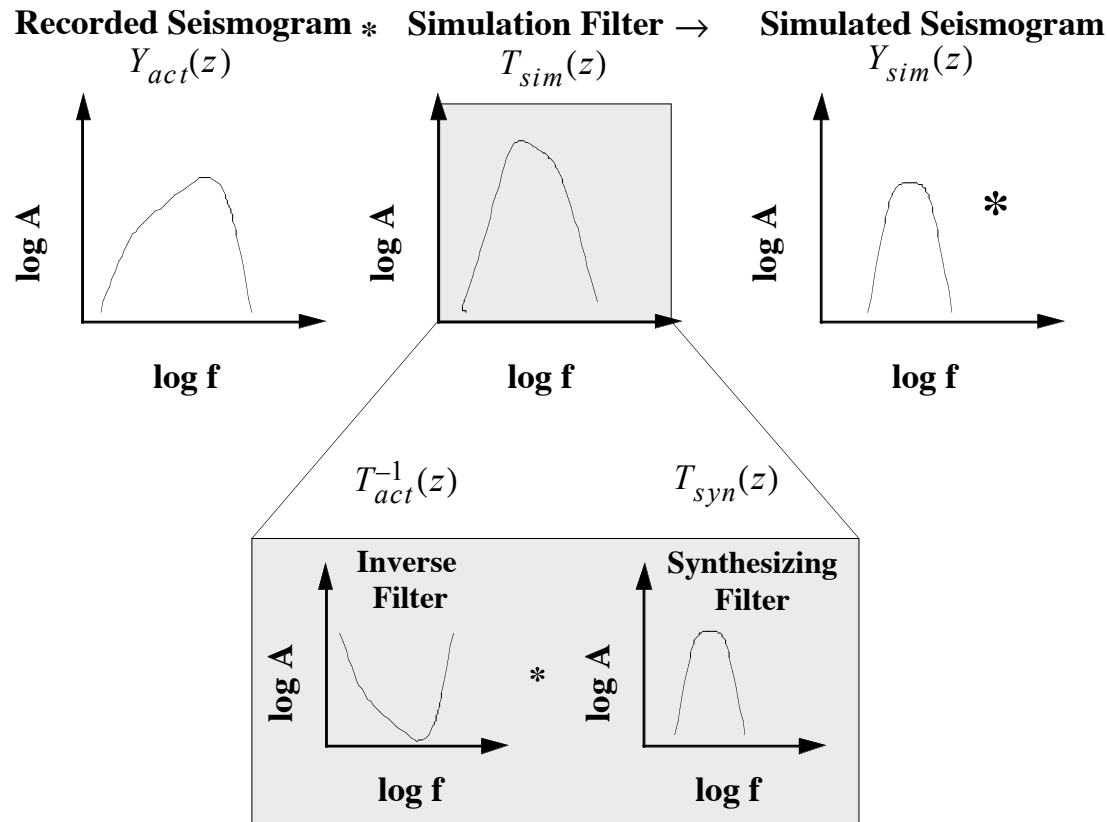 Recorded Seismogram * Simulation Filter → Simulated Seismogram
Y_act(z) T_sim(z) Y_sim(z)
log A
log f
log A
log f
log A
*
log f
T_act^-1(z) T_syn(z)
Inverse
Filter
log A
log f
*
Synthesizing
Filter
log A
log f